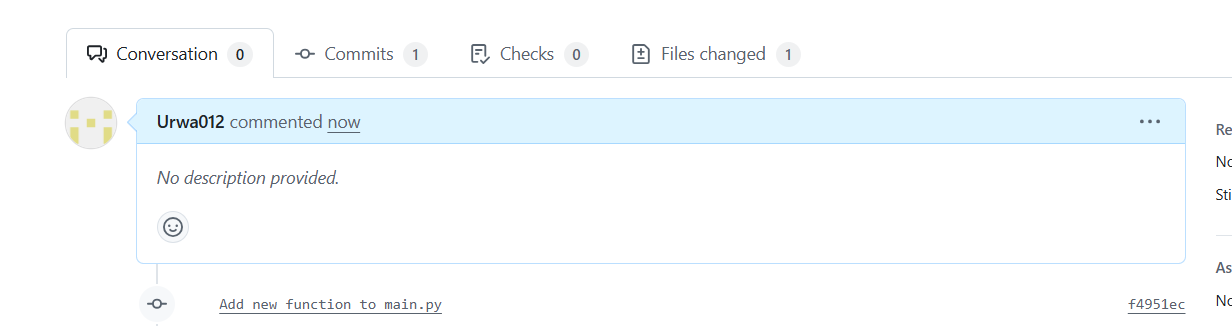 Conversation 0 Commits 1 Checks 0 Files changed 1
Urwa012 commented now
No description provided.
Add new function to main.py f4951ec
Re
No
Sti
As
No